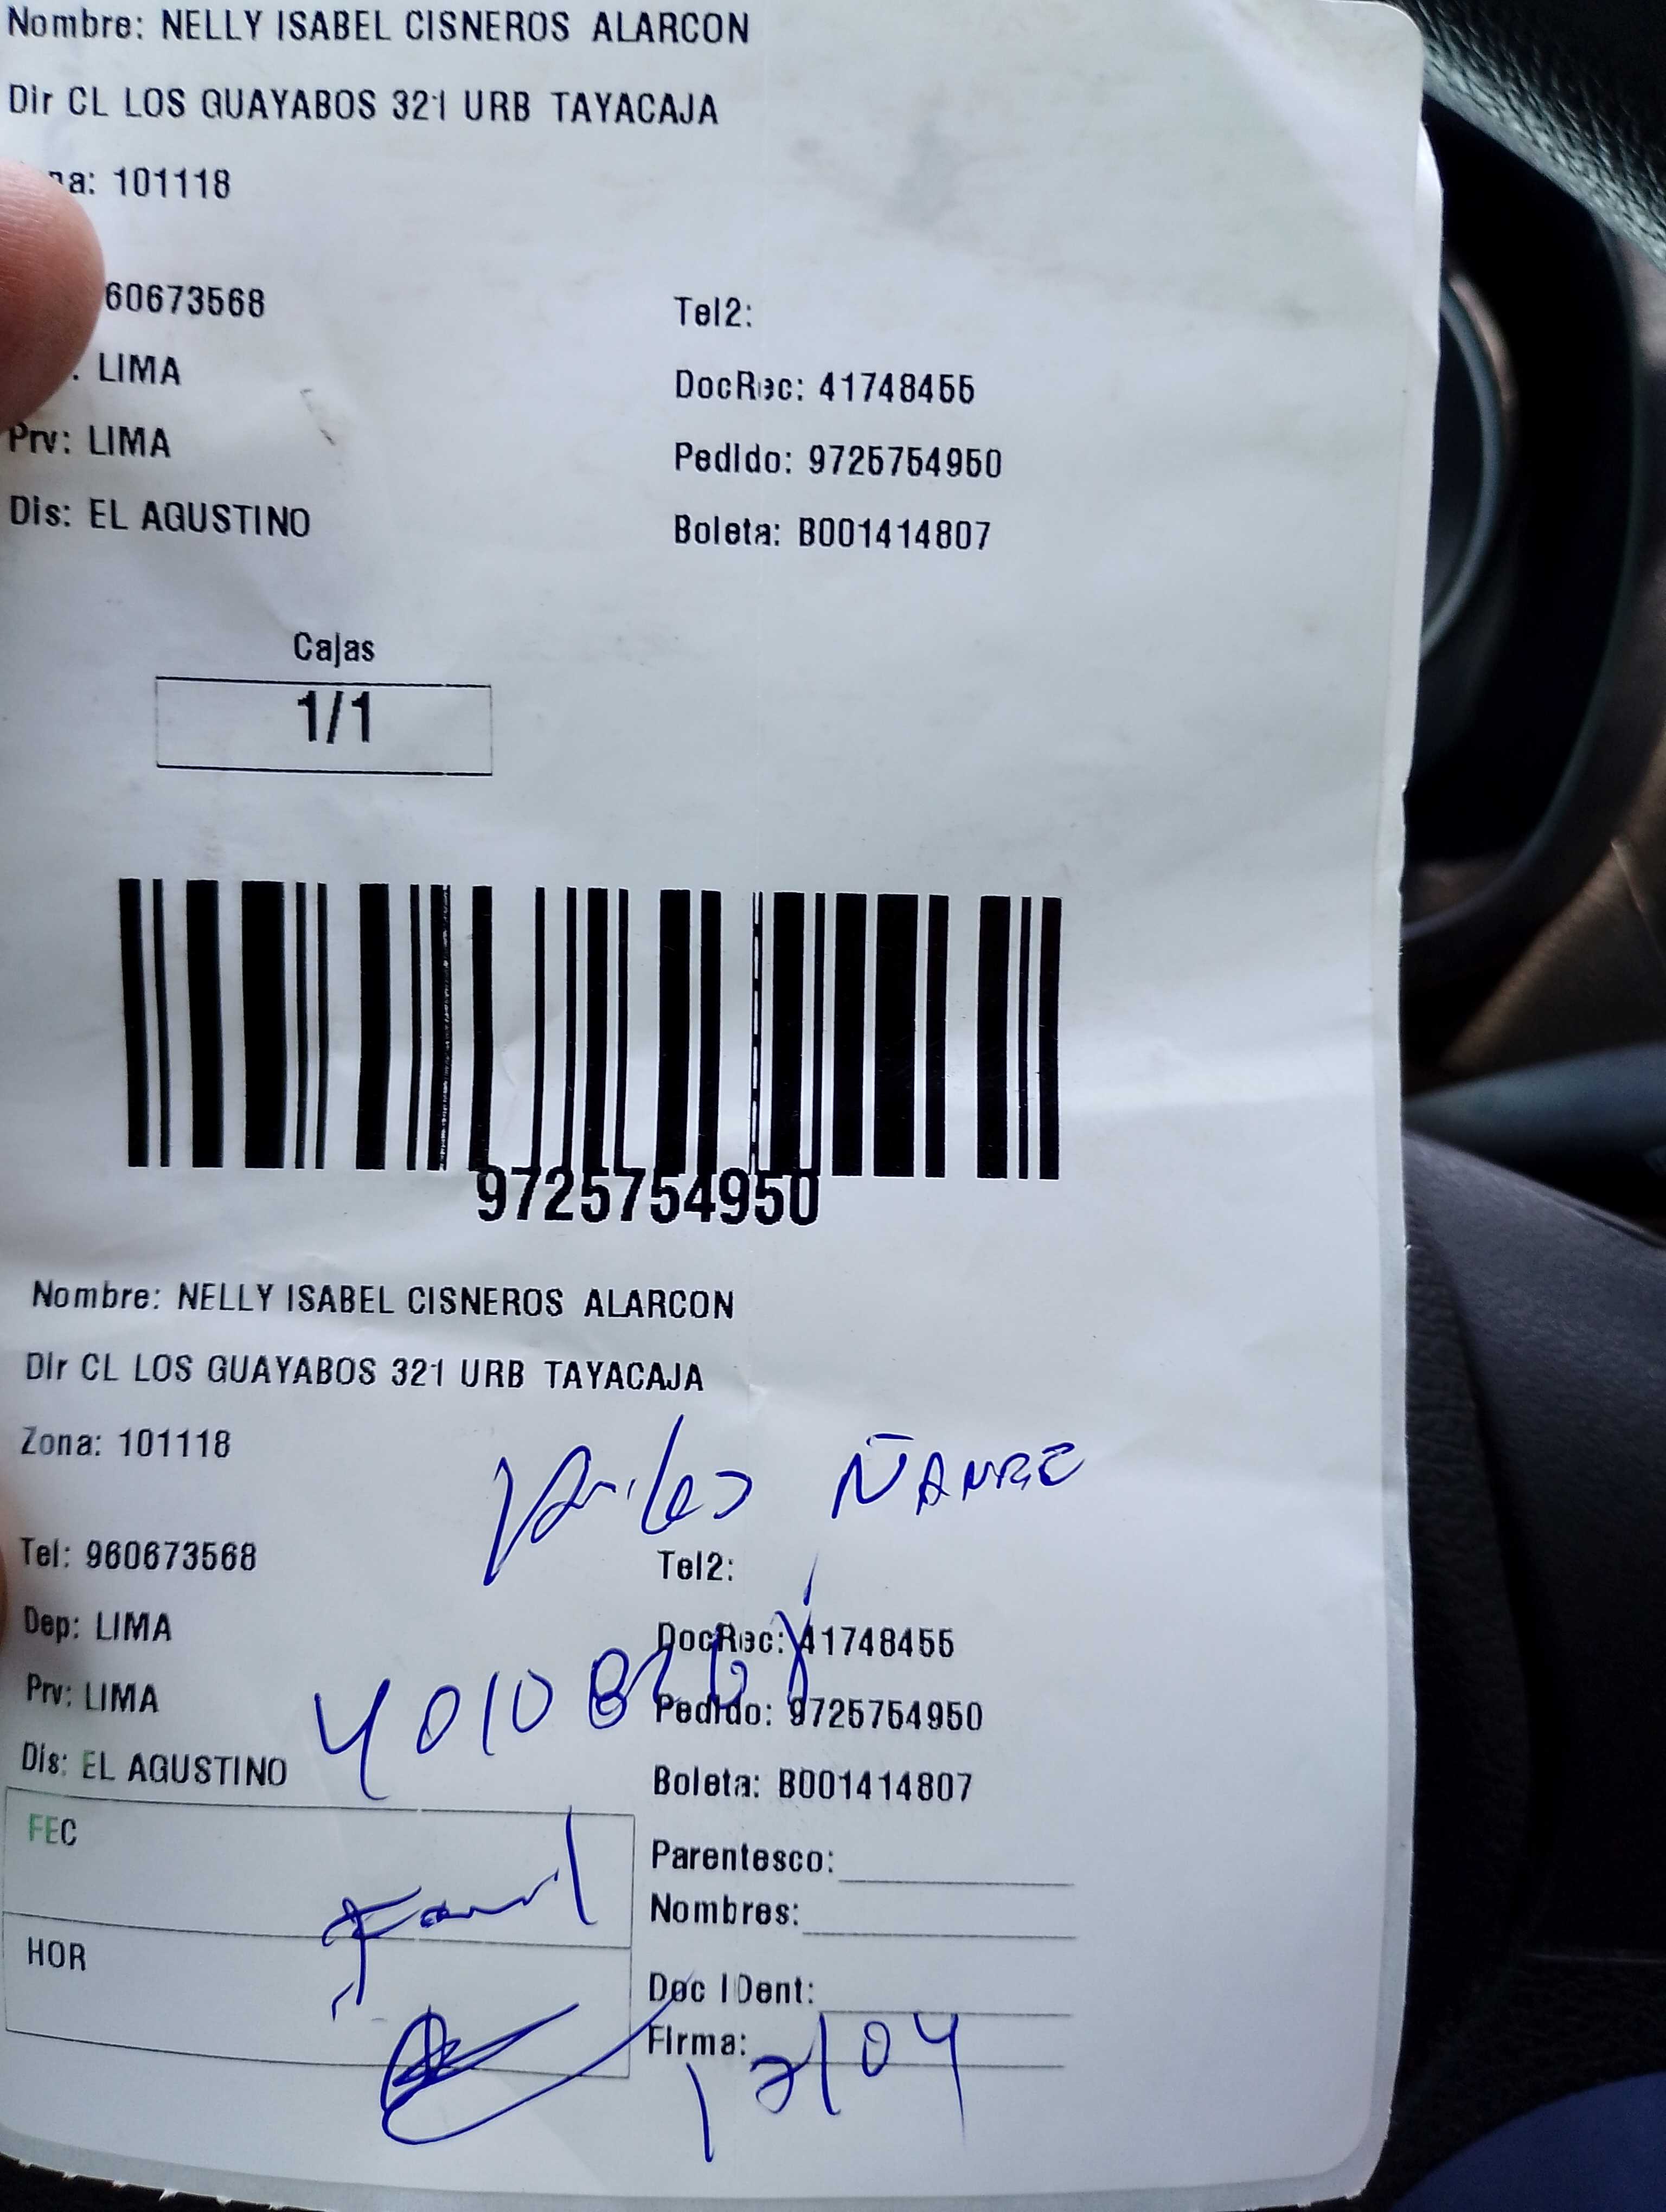 Nombre: NELLY ISABEL CISNEROS ALARCON
Dir CL LOS GUAYABOS 321 URB TAYACAJA
na: 101118
60673568
Tel2:
. LIMA
DocRec: 41748455
Prv: LIMA
Pedido: 9725754950
Dis: EL AGUSTINO
Boleta: B001414807
Cajas
1/1
9725754950
Nombre: NELLY ISABEL CISNEROS ALARCON
Dir CL LOS GUAYABOS 321 URB TAYACAJA
Zona: 101118
Tel: 960673568
Tel2:
Dep: LIMA
DocRec: 41748455
Prv: LIMA
Pedido: 9725754950
Dis: EL AGUSTINO
Boleta: B001414807
FEC
Parentesco:
Nombres:
HOR
Doc IDent:
Firma:
12/04